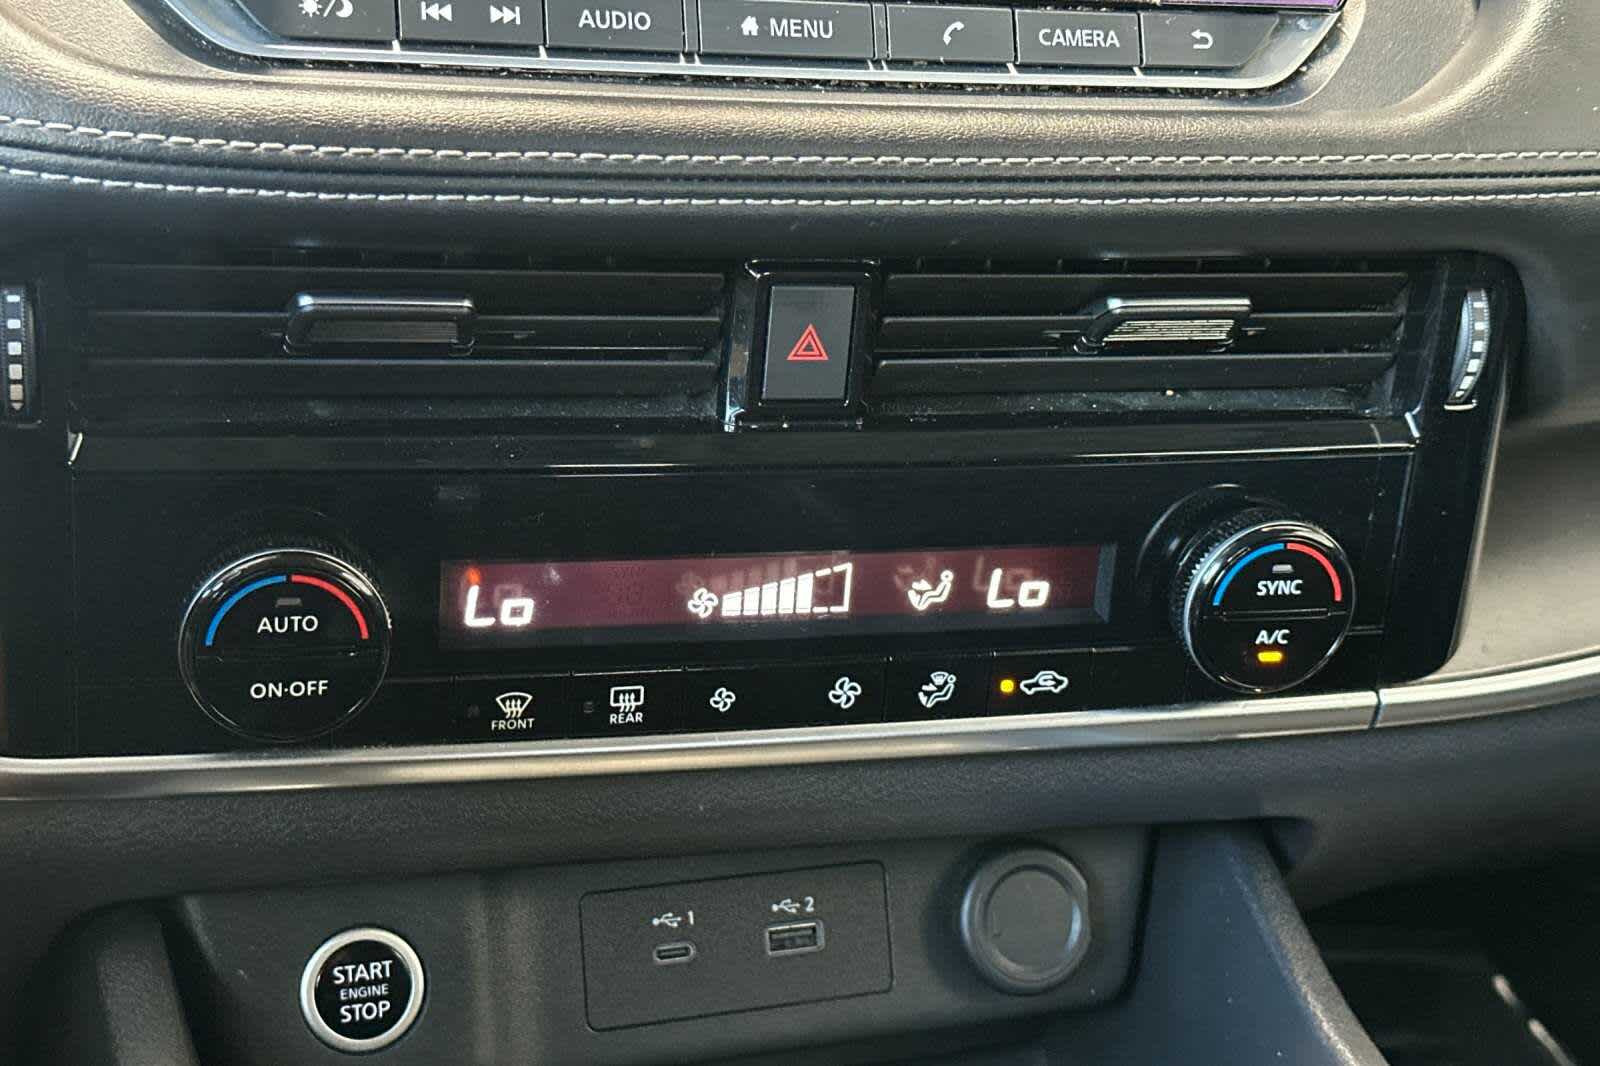 AUDIO
MENU
CAMERA
AUTO
ON·OFF
Lo
Lo
SYNC
A/C
FRONT
REAR
1
2
START
ENGINE
STOP